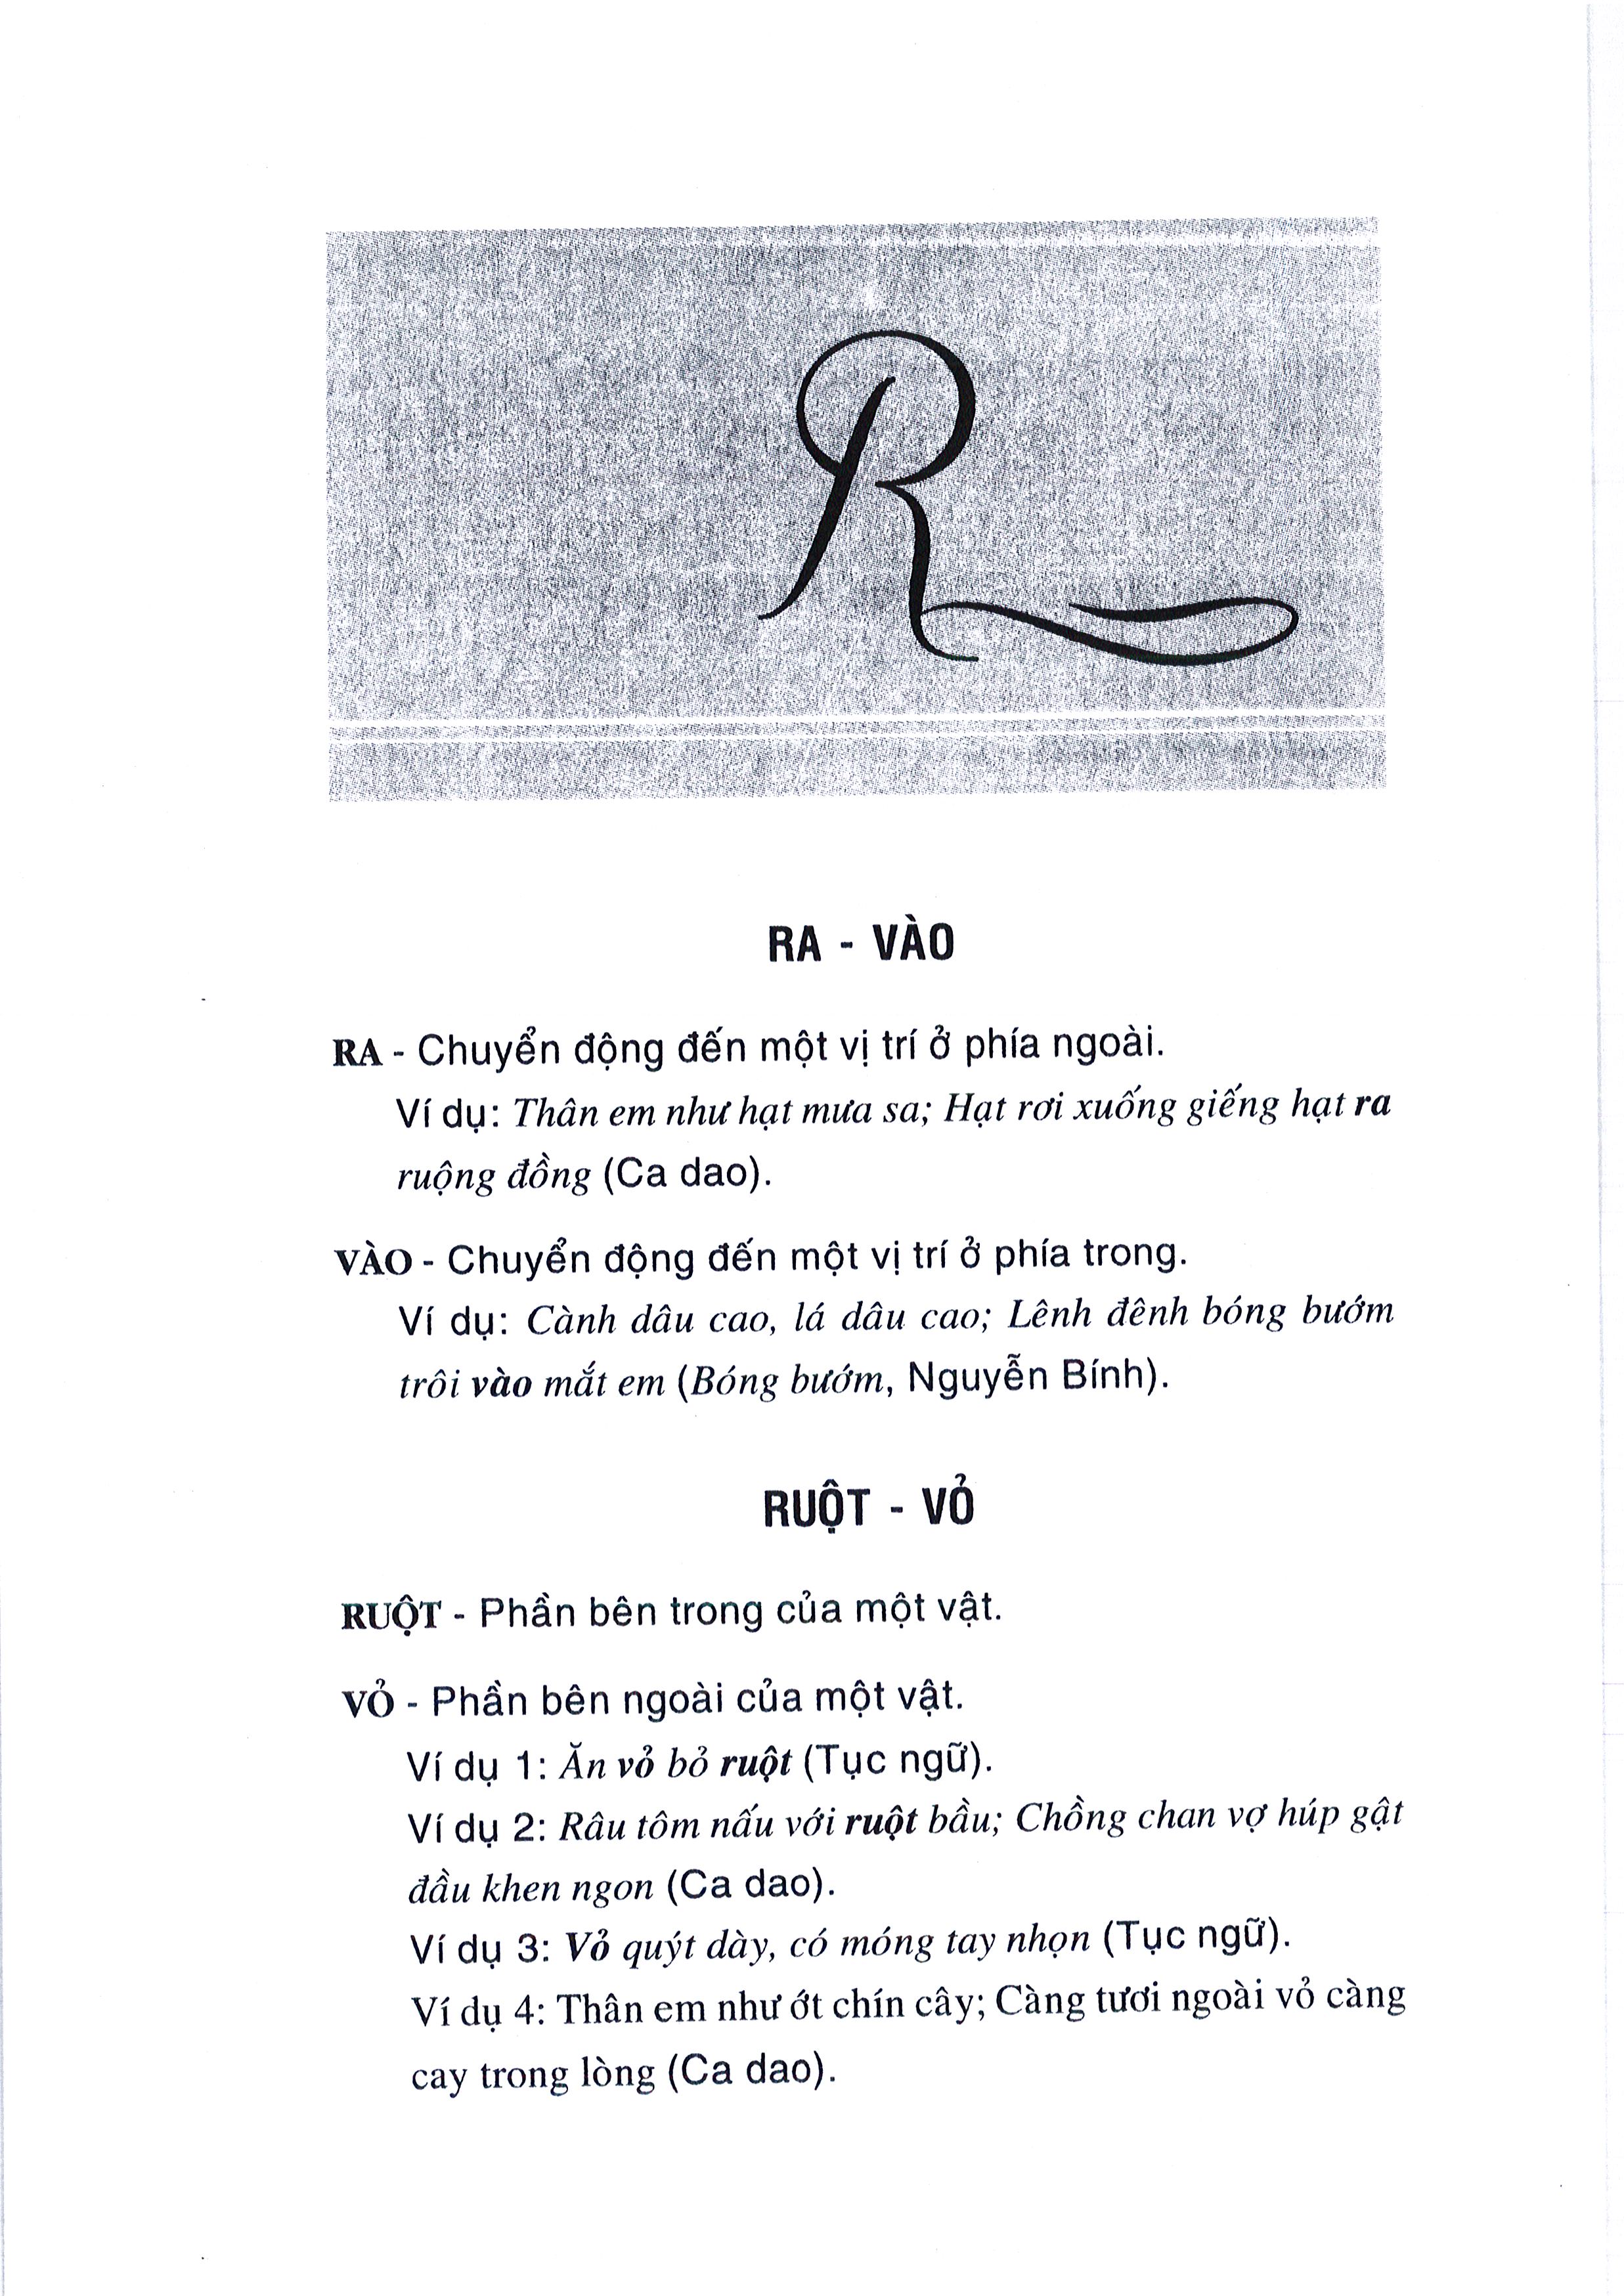 R
RA - VÀO
RA - Chuyển động đến một vị trí ở phía ngoài.
Ví dụ: Thân em như hạt mưa sa; Hạt rơi xuống giếng hạt ra
ruộng đồng (Ca dao).
VÀO - Chuyển động đến một vị trí ở phía trong.
Ví dụ: Cành dâu cao, lá dâu cao; Lênh đênh bóng bướm
trôi vào mắt em (Bóng bướm, Nguyễn Bính).
RUỘT - VỎ
RUỘT - Phần bên trong của một vật.
VỎ - Phần bên ngoài của một vật.
Ví dụ 1: Ăn vỏ bỏ ruột (Tục ngữ).
Ví dụ 2: Râu tôm nấu với ruột bầu; Chồng chan vợ húp gật
đầu khen ngon (Ca dao).
Ví dụ 3: Vỏ quýt dày, có móng tay nhọn (Tục ngữ).
Ví dụ 4: Thân em như ớt chín cây; Càng tươi ngoài vỏ càng
cay trong lòng (Ca dao).